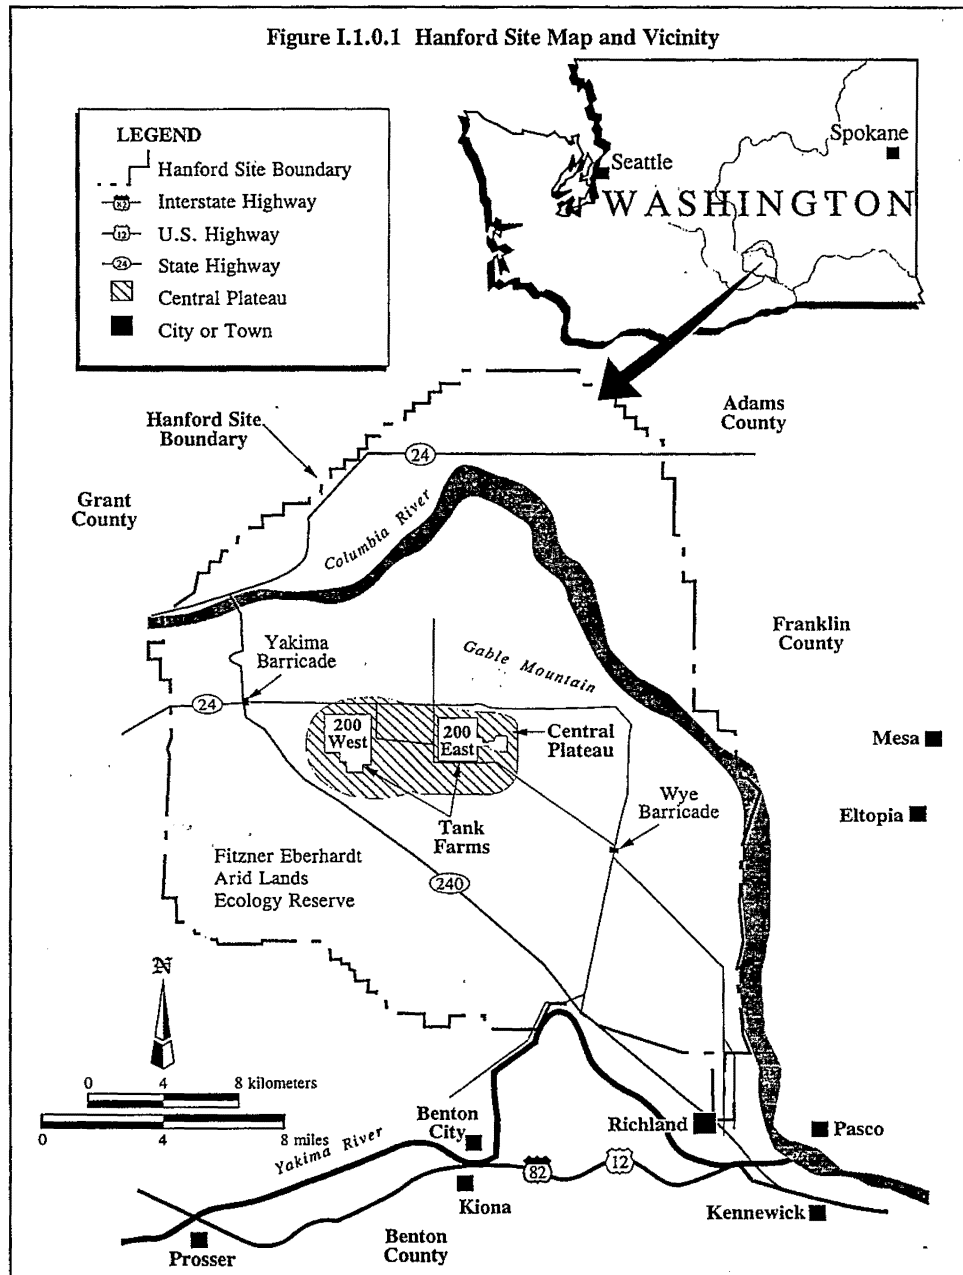 Figure I.1.0.1 Hanford Site Map and Vicinity
LEGEND
Hanford Site Boundary
82
Interstate Highway
12
U.S. Highway
24
State Highway
Central Plateau
City or Town
Spokane
Seattle
WASHINGTON
Adams
County
Hanford Site
Boundary
24
Grant
County
Columbia River
Franklin
County
Yakima
Barricade
Gable Mountain
24
200
West
200
East
Central
Plateau
Mesa
Wye
Barricade
Eltopia
Tank
Farms
Fitzner Eberhardt
Arid Lands
Ecology Reserve
240
N
0 4 8 kilometers
0 4 8 miles
Benton
City
Richland
Pasco
Yakima River
82
12
Kiona
Kennewick
Prosser
Benton
County